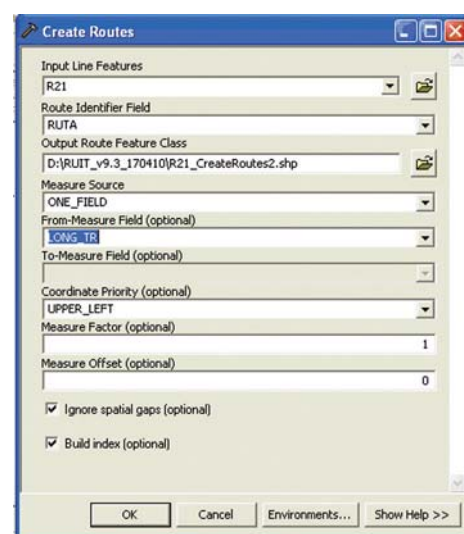 Create Routes
Input Line Features
R21
Route Identifier Field
RUTA
Output Route Feature Class
D:\RUIT_v9.3_170410\R21_CreateRoutes2.shp
Measure Source
ONE_FIELD
From-Measure Field (optional)
LONG_TR
To-Measure Field (optional)
Coordinate Priority (optional)
UPPER_LEFT
Measure Factor (optional)
1
Measure Offset (optional)
0
Ignore spatial gaps (optional)
Build index (optional)
OK Cancel Environments... Show Help >>